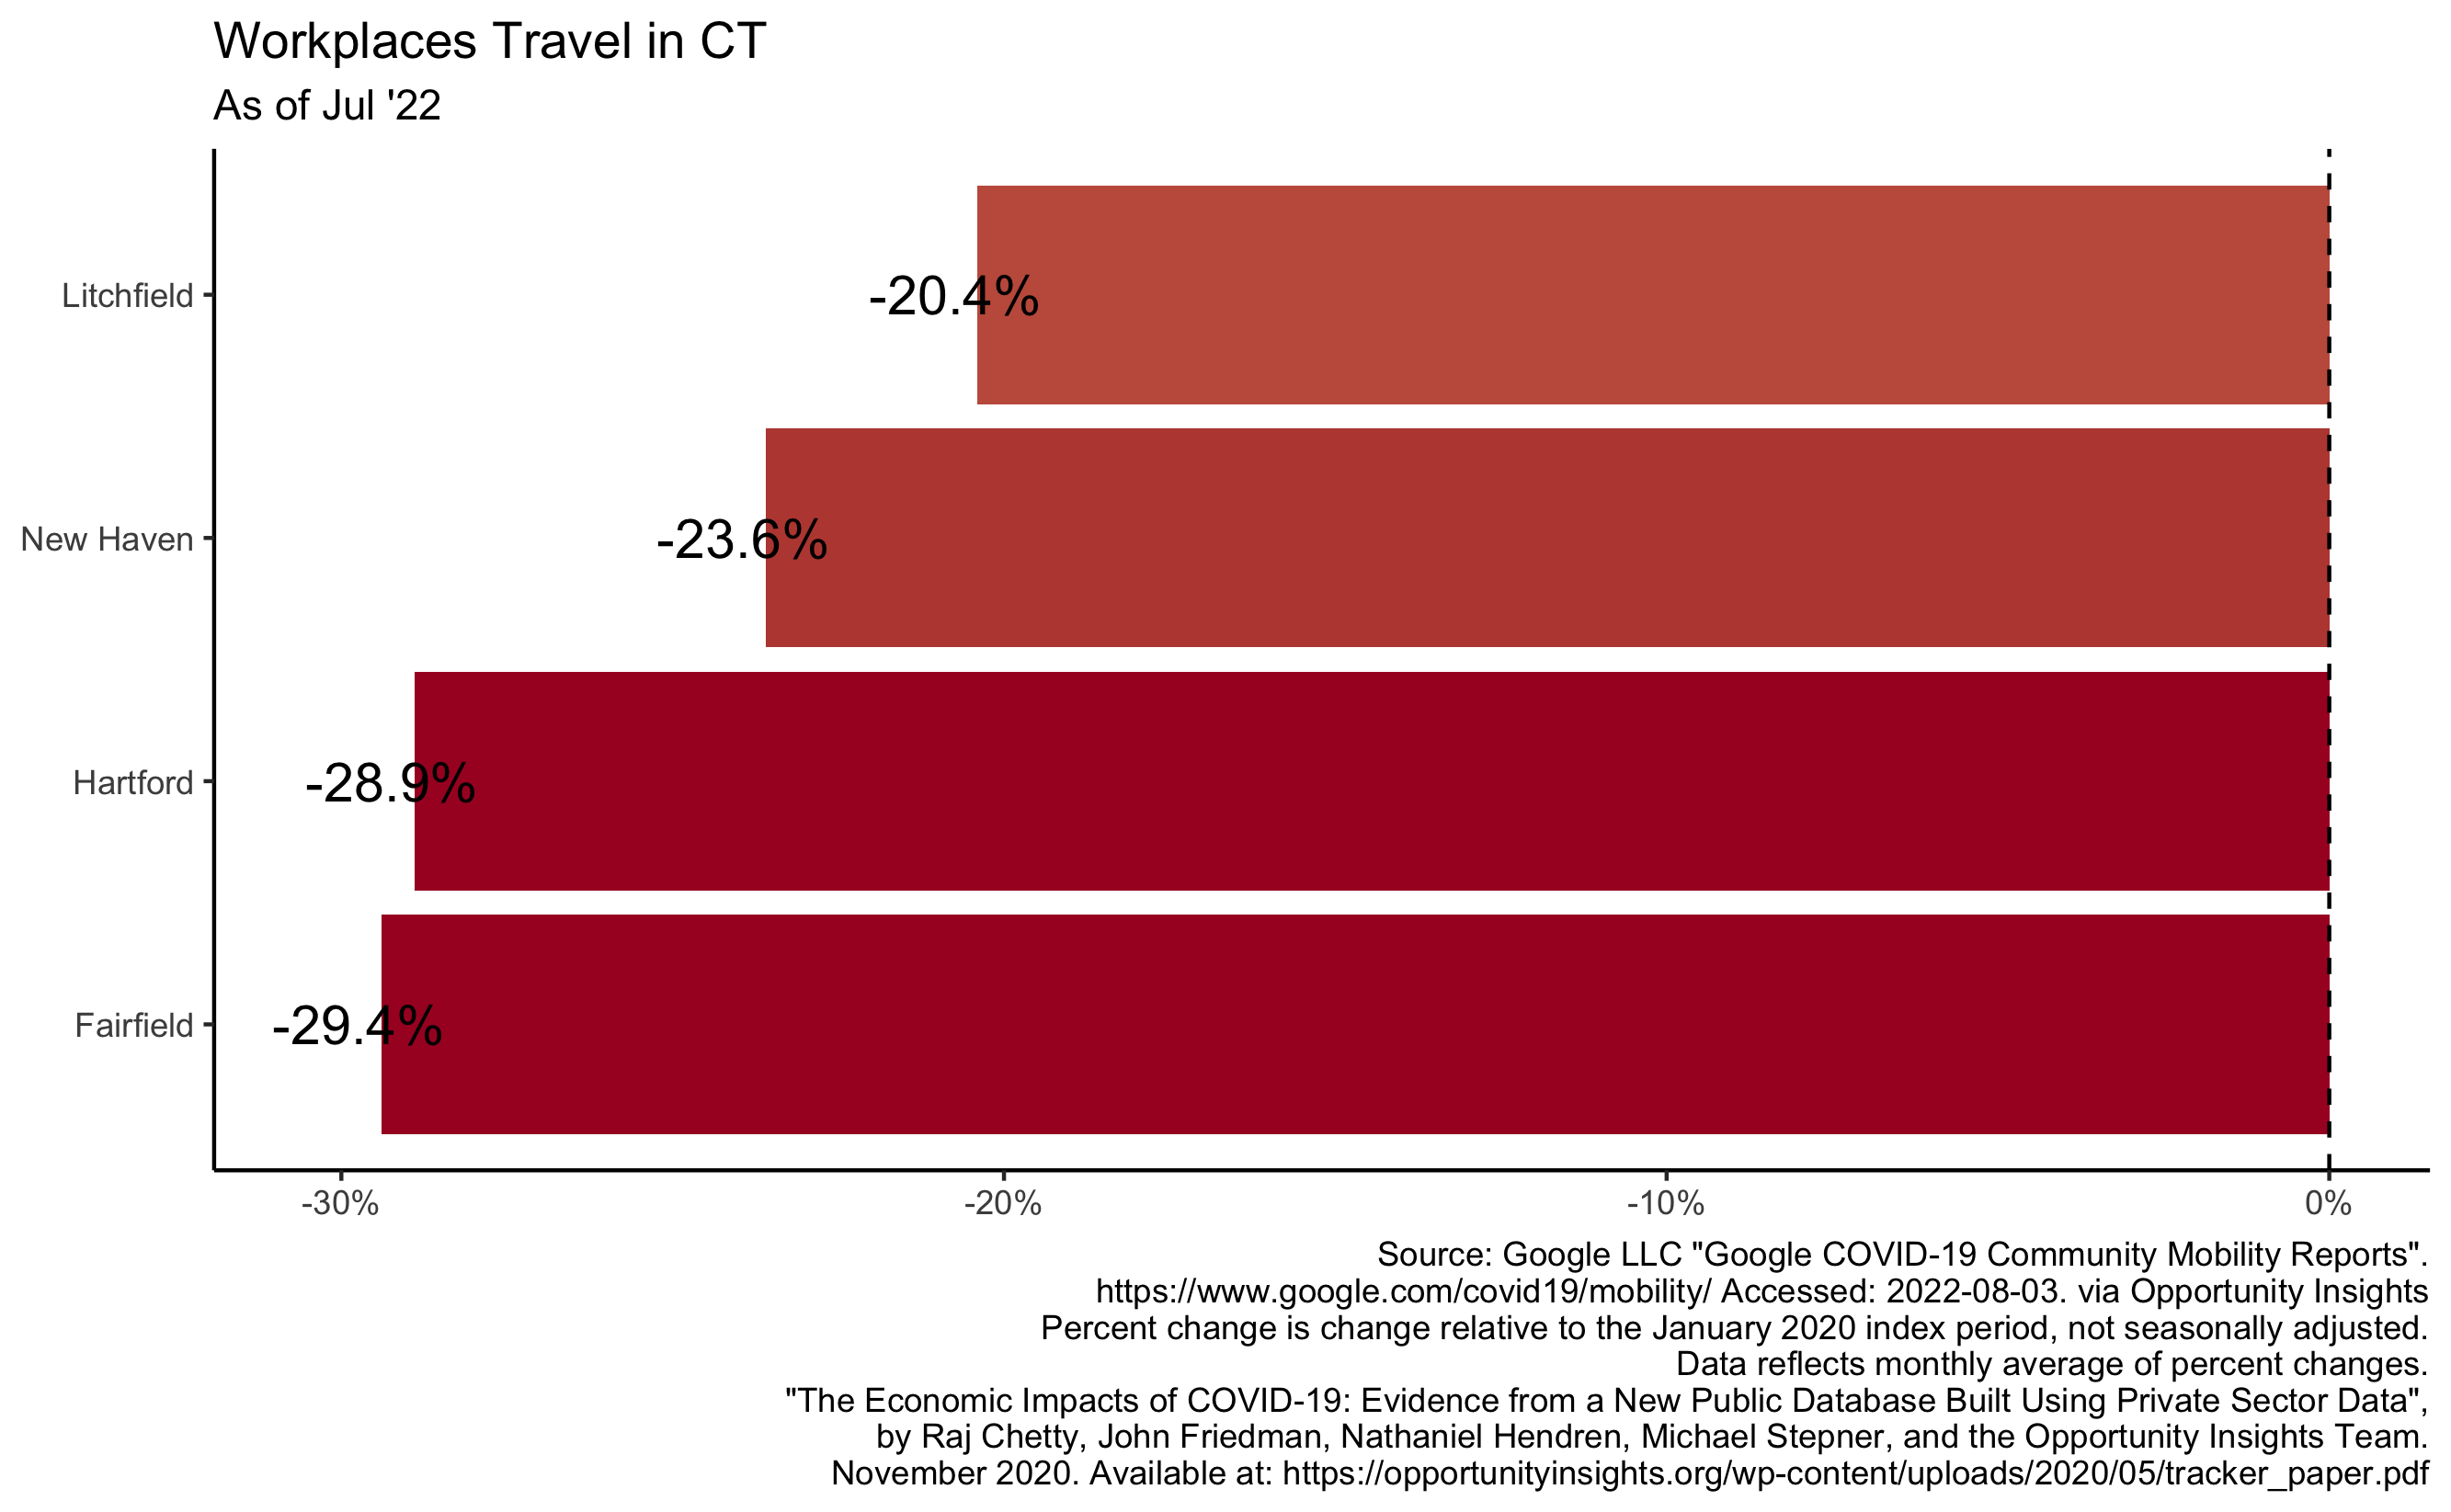 Workplaces Travel in CT
As of Jul '22
Litchfield
-20.4%
New Haven
-23.6%
Hartford
-28.9%
Fairfield
-29.4%
-30%
-20%
-10%
0%
Source: Google LLC "Google COVID-19 Community Mobility Reports".
https://www.google.com/covid19/mobility/ Accessed: 2022-08-03. via Opportunity Insights
Percent change is change relative to the January 2020 index period, not seasonally adjusted.
Data reflects monthly average of percent changes.
"The Economic Impacts of COVID-19: Evidence from a New Public Database Built Using Private Sector Data",
by Raj Chetty, John Friedman, Nathaniel Hendren, Michael Stepner, and the Opportunity Insights Team.
November 2020. Available at: https://opportunityinsights.org/wp-content/uploads/2020/05/tracker_paper.pdf